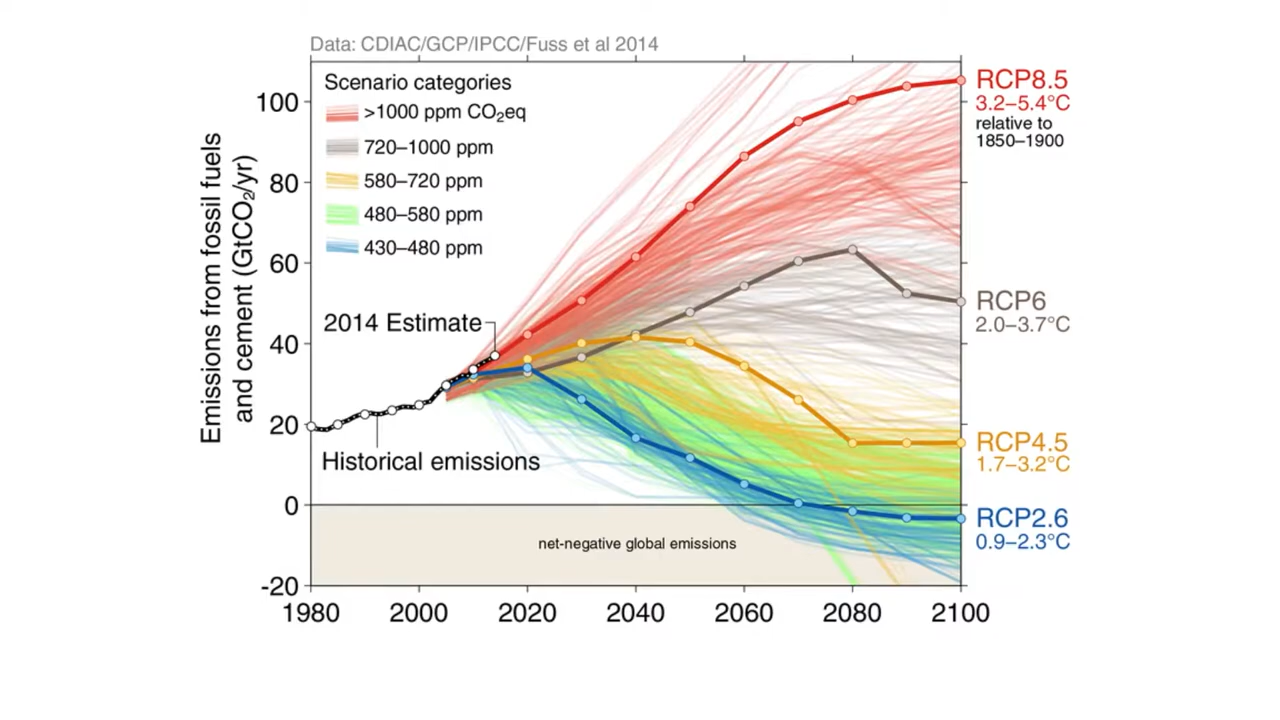 Data: CDIAC/GCP/IPCC/Fuss et al 2014
Scenario categories
>1000 ppm CO₂eq
720–1000 ppm
580–720 ppm
480–580 ppm
430–480 ppm
Emissions from fossil fuels
and cement (GtCO₂/yr)
100
80
60
40
20
0
-20
2014 Estimate
Historical emissions
net-negative global emissions
1980 2000 2020 2040 2060 2080 2100
RCP8.5
3.2–5.4°C
relative to
1850–1900
RCP6
2.0–3.7°C
RCP4.5
1.7–3.2°C
RCP2.6
0.9–2.3°C